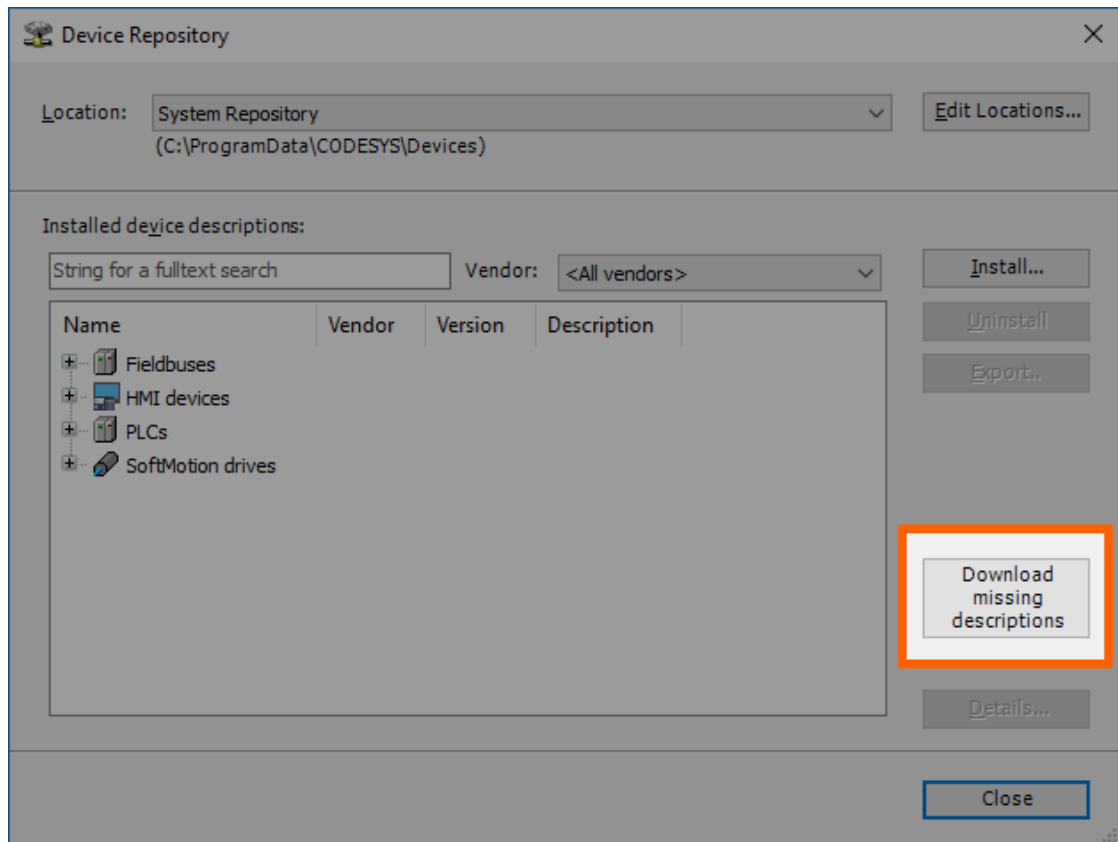 Device Repository
Location: System Repository Edit Locations...
(C:\ProgramData\CODESYS\Devices)
Installed device descriptions:
String for a fulltext search Vendor: <All vendors> Install...
Name Vendor Version Description Uninstall
Fieldbuses
HMI devices Export..
PLCs
SoftMotion drives
Download
missing
descriptions
Details...
Close